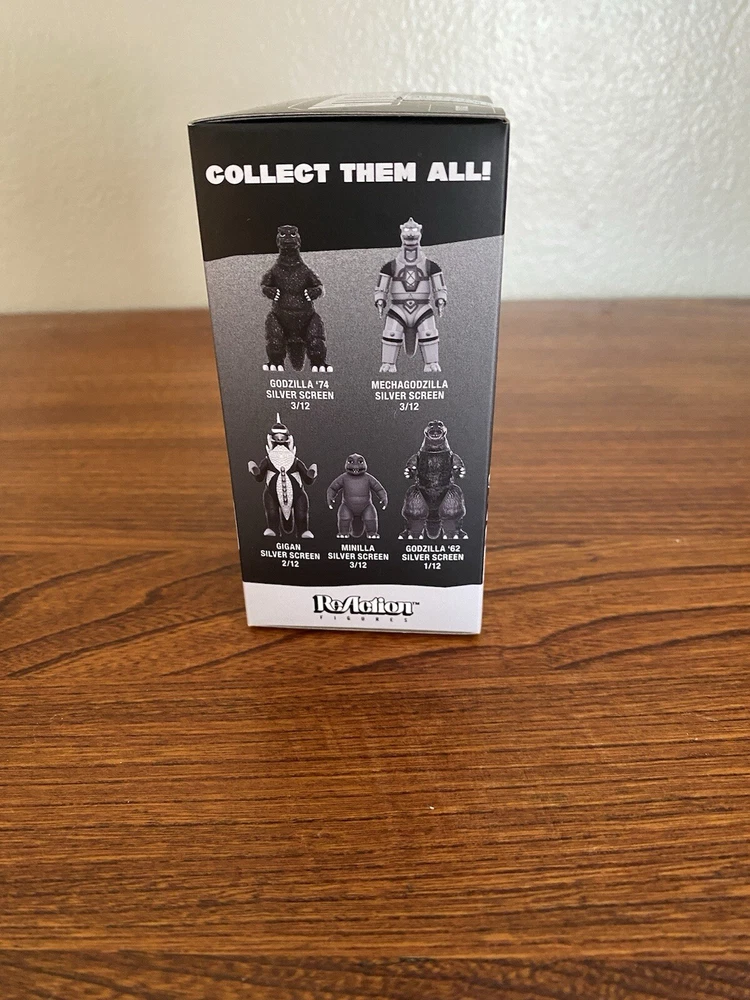 COLLECT THEM ALL!
GODZILLA '74
SILVER SCREEN
3/12
MECHAGODZILLA
SILVER SCREEN
3/12
GIGAN
SILVER SCREEN
2/12
MINILLA
SILVER SCREEN
3/12
GODZILLA '62
SILVER SCREEN
1/12
ReAction™
FIGURES